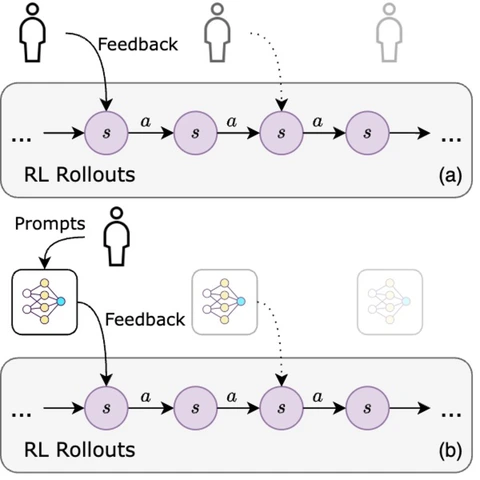 Feedback
a a a
... s s s s ...
RL Rollouts (a)
Prompts
Feedback
a a a
... s s s s ...
RL Rollouts (b)